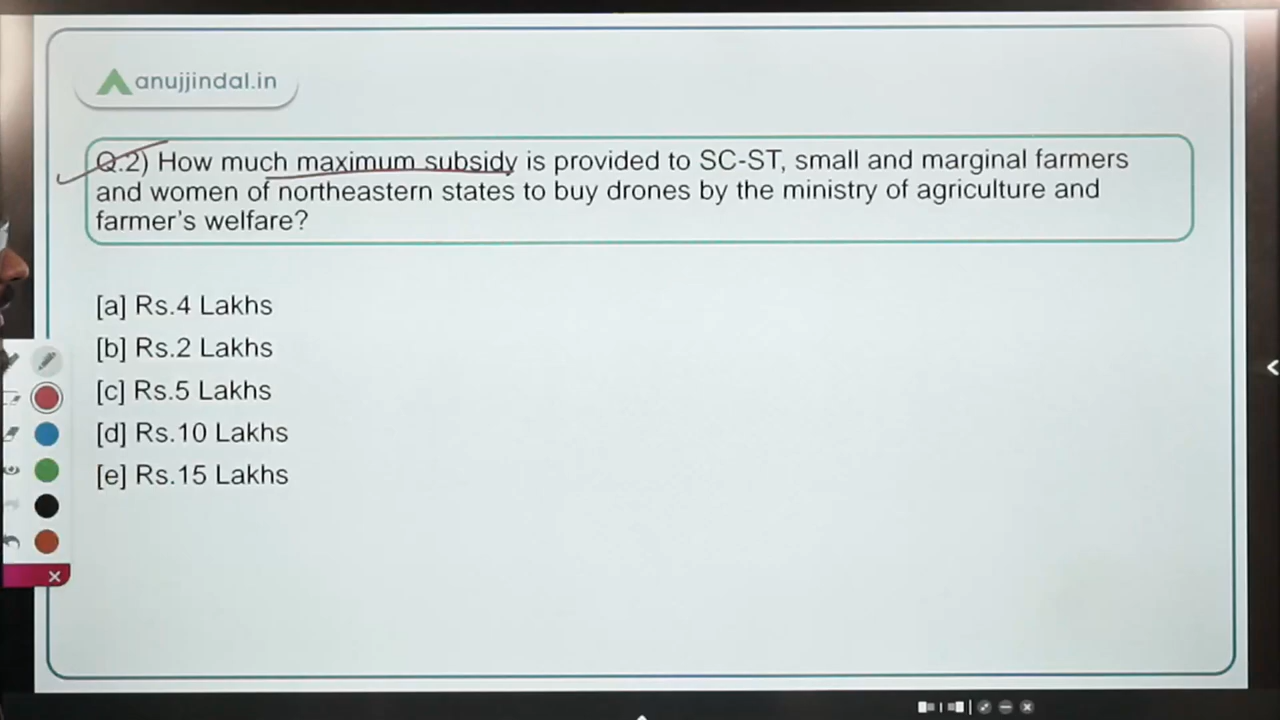 anujjindal.in
Q.2) How much maximum subsidy is provided to SC-ST, small and marginal farmers
and women of northeastern states to buy drones by the ministry of agriculture and
farmer's welfare?
[a] Rs.4 Lakhs
[b] Rs.2 Lakhs
[c] Rs.5 Lakhs
[d] Rs.10 Lakhs
[e] Rs.15 Lakhs